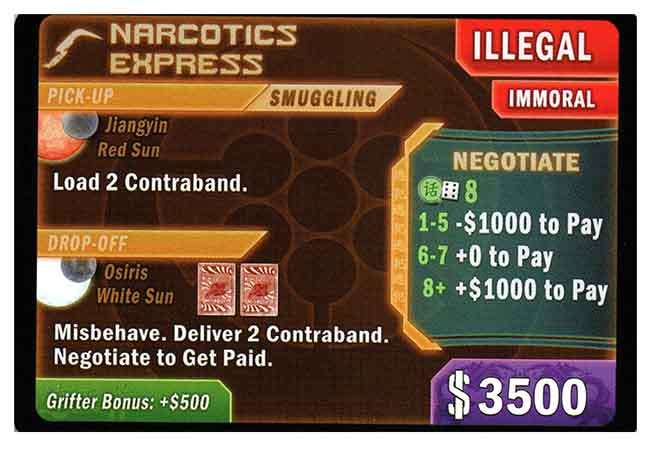 NARCOTICS
EXPRESS
ILLEGAL
IMMORAL
PICK-UP
SMUGGLING
Jiangyin
Red Sun
Load 2 Contraband.
NEGOTIATE
话 8
1-5 -$1000 to Pay
6-7 +0 to Pay
8+ +$1000 to Pay
DROP-OFF
Osiris
White Sun
Misbehave. Deliver 2 Contraband.
Negotiate to Get Paid.
Grifter Bonus: +$500
$3500